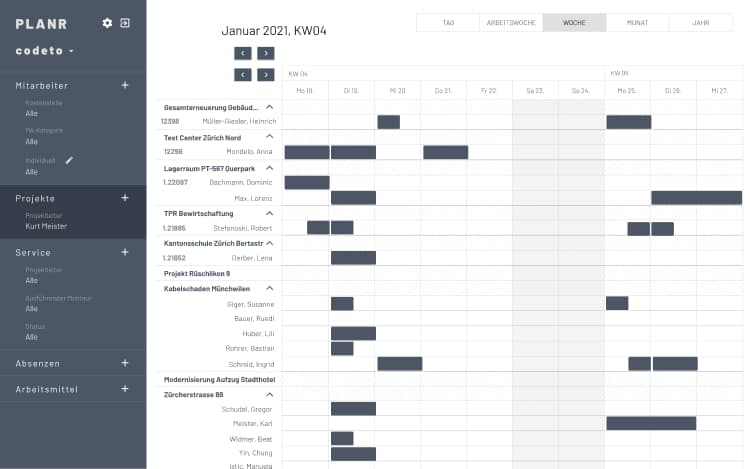 PLANR
codeto
Mitarbeiter
Kostenstelle
Alle
MA-Kategorie
Alle
Individuell
Alle
Projekte
Projektleiter
Kurt Meister
Service
Projektleiter
Alle
Ausführender Monteur
Alle
Status
Alle
Absenzen
Arbeitsmittel
Januar 2021, KW04
TAG ARBEITSWOCHE WOCHE MONAT JAHR
KW 04 KW 05
Mo 18. Di 19. Mi 20 Do 21. Fr 22. Sa 23. So 24. Mo 25. Di 26. Mi 27.
Gesamterneuerung Gebäud...
12398 Müller-Giesler, Heinrich
Test Center Zürich Nord
12298 Mondelo, Anna
Lagerraum PT-567 Querpark
1.22087 Bachmann, Dominic
Max, Lorenz
TPR Bewirtschaftung
1.21885 Stefanoski, Robert
Kantonsschule Zürich Bertastr
1.21852 Gerber, Lena
Projekt Rüschlikon 8
Kabelschaden Münchwilen
Giger, Susanne
Bauer, Ruedi
Huber, Lili
Rohrer, Bastian
Schmid, Ingrid
Modernisierung Aufzug Stadthotel
Zürcherstrasse 89
Schudel, Gregor
Meister, Karl
Widmer, Beat
Yin, Chung
Istic, Manuela